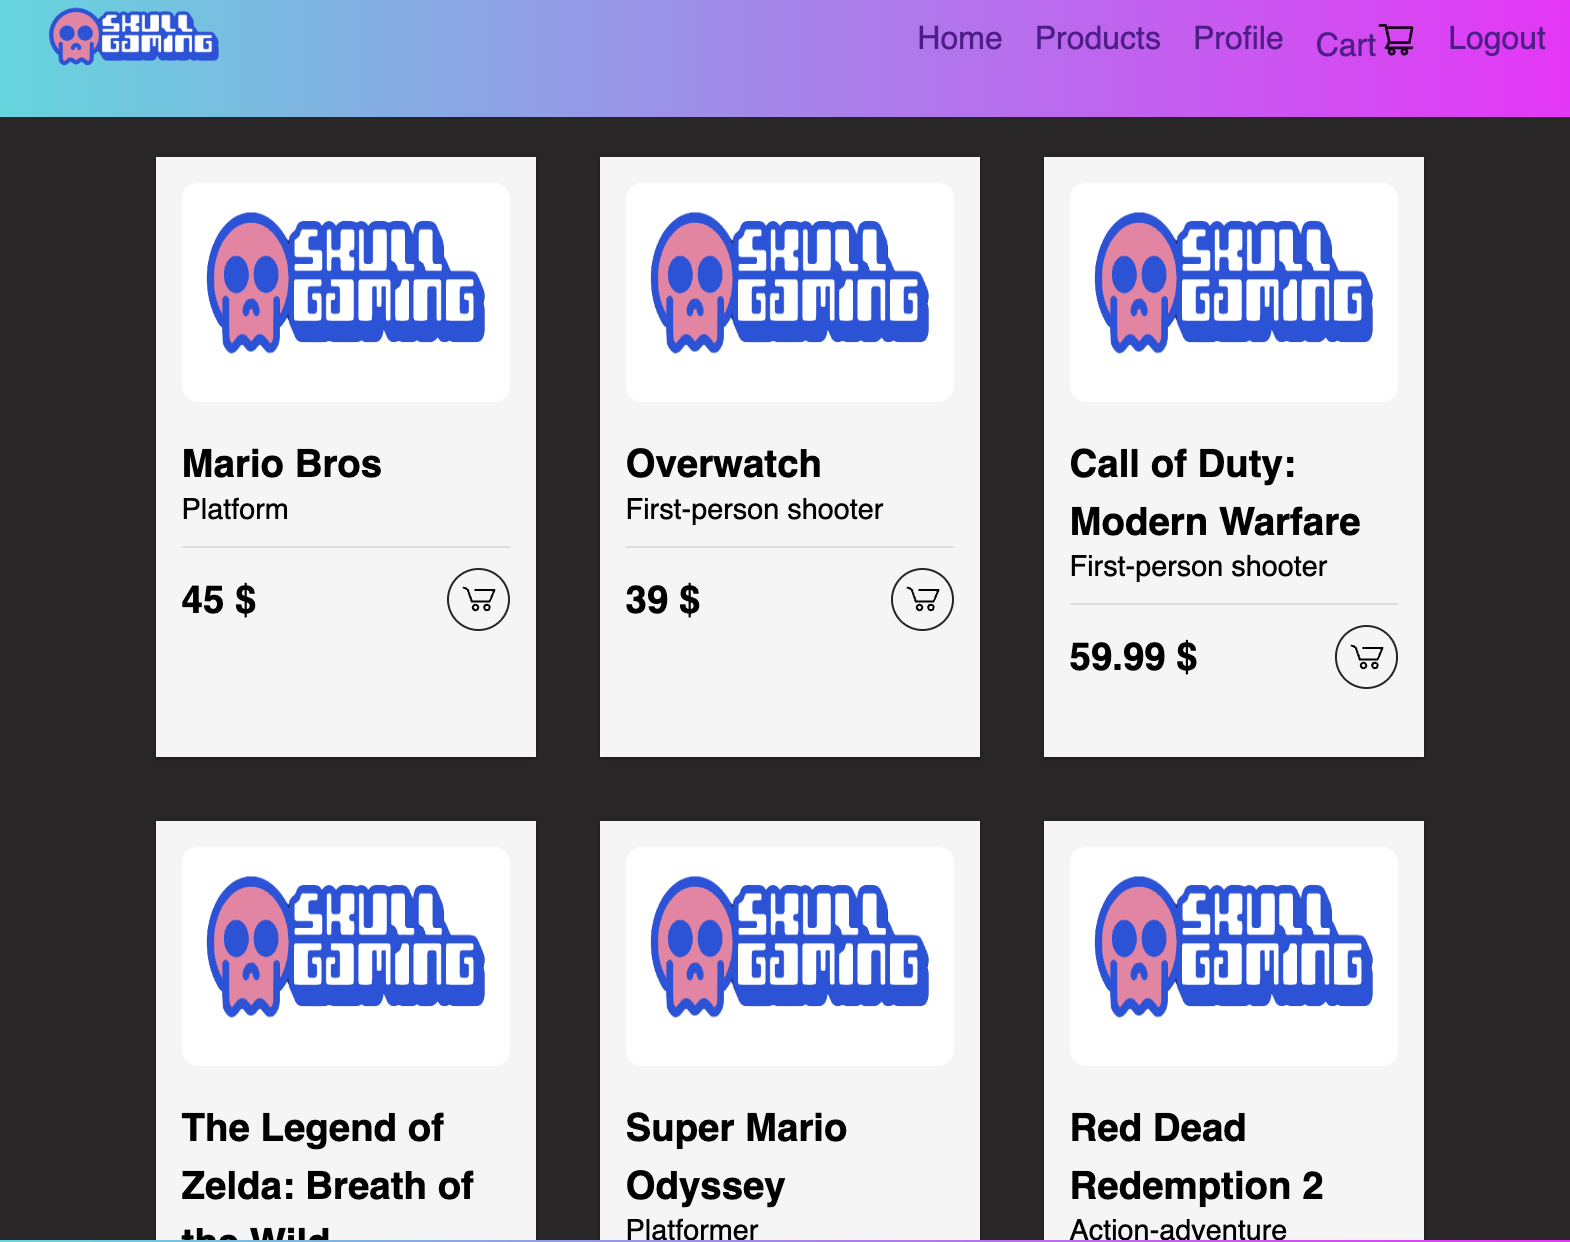 SKULL
GAMING
Home Products Profile Cart Logout
SKULL
GAMING
Mario Bros
Platform
45 $
SKULL
GAMING
Overwatch
First-person shooter
39 $
SKULL
GAMING
Call of Duty:
Modern Warfare
First-person shooter
59.99 $
SKULL
GAMING
The Legend of
Zelda: Breath of
the Wild
SKULL
GAMING
Super Mario
Odyssey
Platformer
SKULL
GAMING
Red Dead
Redemption 2
Action-adventure